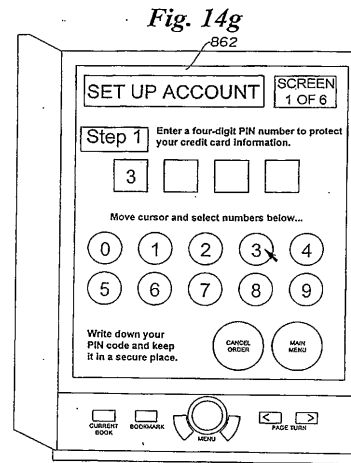 Fig. 14g
862
SET UP ACCOUNT
SCREEN
1 OF 6
Step 1
Enter a four-digit PIN number to protect
your credit card information.
3
Move cursor and select numbers below...
0 1 2 3 4
5 6 7 8 9
Write down your
PIN code and keep
it in a secure place.
CANCEL
ORDER
MAIN
MENU
CURRENT
BOOK
BOOKMARK
MENU
< >
PAGE TURN